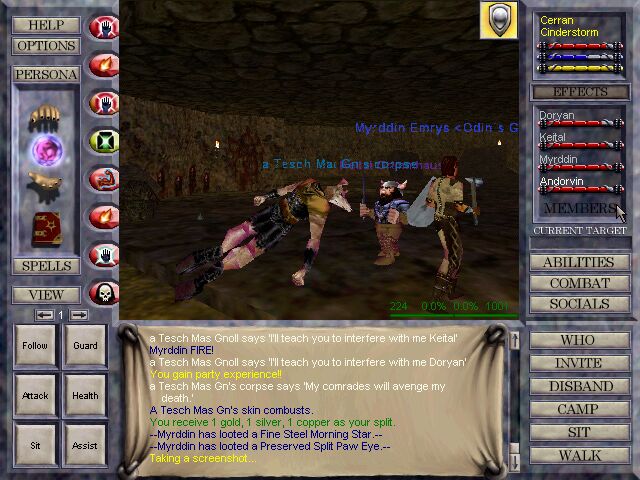 HELP
OPTIONS
PERSONA
SPELLS
VIEW
1
Follow
Guard
Attack
Health
Sit
Assist
Myrddin Emrys <Odin s G
a Tesch Mas Gn's corpse
224 0.0% 0.0% 1001
a Tesch Mas Gnoll says 'I'll teach you to interfere with me Keital'
Myrddin FIRE!
a Tesch Mas Gnoll says 'I'll teach you to interfere with me Doryan'
You gain party experience!!
a Tesch Mas Gn's corpse says 'My comrades will avenge my
death.'
A Tesch Mas Gn's skin combusts.
You receive 1 gold, 1 silver, 1 copper as your split.
--Myrddin has looted a Fine Steel Morning Star.--
--Myrddin has looted a Preserved Split Paw Eye.--
Taking a screenshot...
Cerran
Cinderstorm
EFFECTS
Doryan
Keital
Myrddin
Andorvin
MEMBERS
CURRENT TARGET
ABILITIES
COMBAT
SOCIALS
WHO
INVITE
DISBAND
CAMP
SIT
WALK